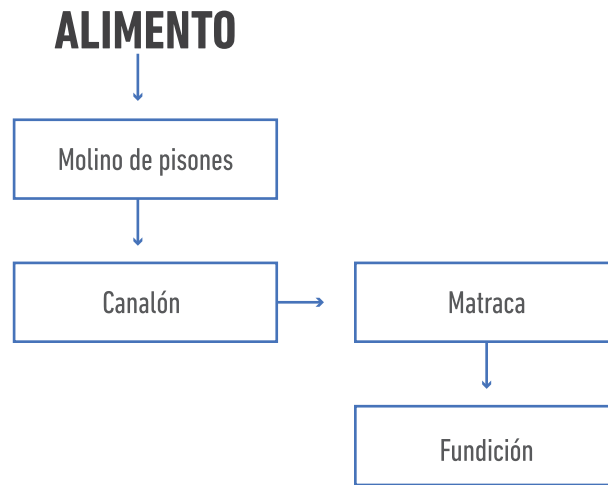 ALIMENTO
Molino de pisones
Canalón
Matraca
Fundición